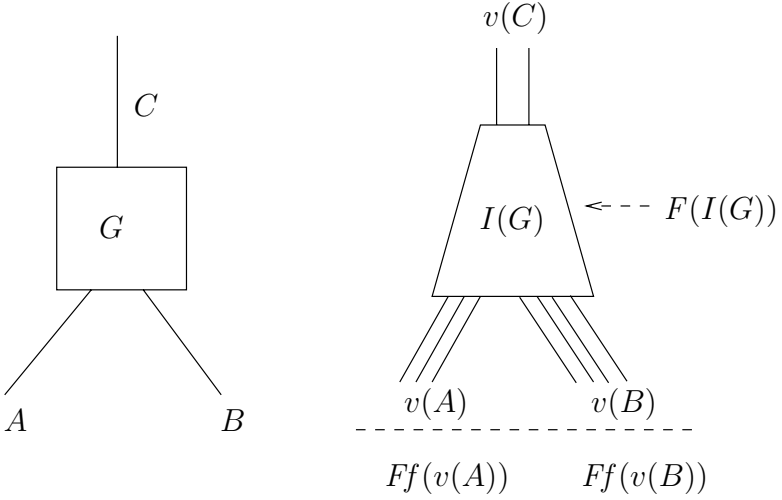 v(C)
C
G
I(G)
F(I(G))
A
B
v(A)
v(B)
Ff(v(A))
Ff(v(B))